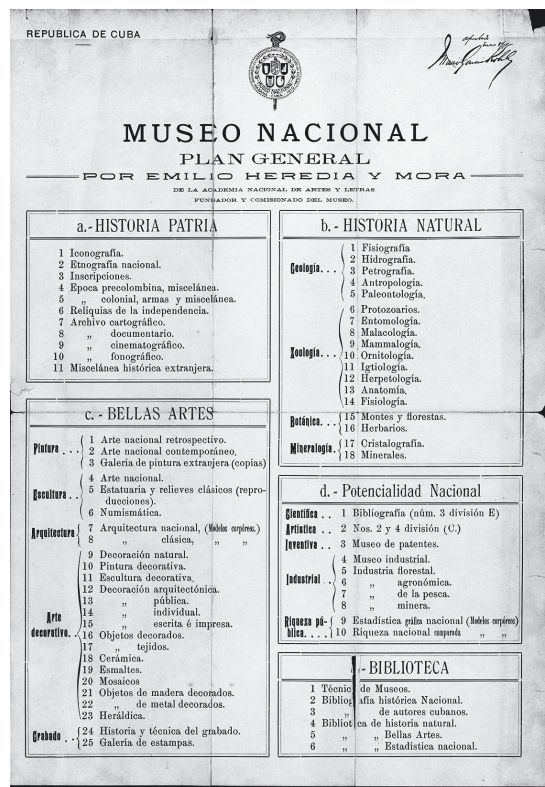 REPUBLICA DE CUBA
MUSEO NACIONAL
PLAN GENERAL
POR EMILIO HEREDIA Y MORA
DE LA ACADEMIA NACIONAL DE ARTES Y LETRAS
FUNDADOR Y COMISIONADO DEL MUSEO.
a.- HISTORIA PATRIA
1 Iconografía.
2 Etnografía nacional.
3 Inscripciones.
4 Epoca precolombina, miscelánea.
5 „ colonial, armas y miscelánea.
6 Reliquias de la independencia.
7 Archivo cartográfico.
8 „ documentario.
9 „ cinematográfico.
10 „ fonográfico.
11 Miscelánea histórica extranjera.
b.- HISTORIA NATURAL
Geología...
1 Fisiografía
2 Hidrografía.
3 Petrografía.
4 Antropología.
5 Paleontología.
Zoología...
6 Protozoarios.
7 Entomología.
8 Malacología.
9 Mammalogía.
10 Ornitología.
11 Igtiología.
12 Herpetología.
13 Anatomía.
14 Fisiología.
Botánica..
15 Montes y florestas.
16 Herbarios.
Mineralogía.
17 Cristalografía.
18 Minerales.
c. - BELLAS ARTES
Pintura ...
1 Arte nacional retrospectivo.
2 Arte nacional contemporáneo.
3 Galería de pintura extranjera (copias)
Escultura..
4 Arte nacional.
5 Estatuaria y relieves clásicos (repro-
ducciones).
6 Numismática.
Arquitectura
7 Arquitectura nacional, (Modelos corpóreos.)
8 „ clásica, „ „
Arte
decorativo..
9 Decoración natural.
10 Pintura decorativa.
11 Escultura decorativa.
12 Decoración arquitectónica.
13 „ pública.
14 „ individual.
15 „ escrita é impresa.
16 Objetos decorados.
17 „ tejidos.
18 Cerámica.
19 Esmaltes.
20 Mosaicos
21 Objetos de madera decorados.
22 „ de metal decorados.
23 Heráldica.
Grabado ..
24 Historia y técnica del grabado.
25 Galería de estampas.
d. - Potencialidad Nacional
Científica ..
1 Bibliografía (núm. 3 división E)
Artística ..
2 Nos. 2 y 4 división (C.)
Inventiva ..
3 Museo de patentes.
Industrial ..
4 Museo industrial.
5 Industria florestal.
6 „ agronómica.
7 „ de la pesca.
8 „ minera.
Riqueza pú-
blica....
9 Estadística gráfica nacional (Modelos corpóreos)
10 Riqueza nacional comparada „ „
- BIBLIOTECA
1 Técnic de Museos.
2 Bibliog afía histórica Nacional.
3 „ de autores cubanos.
4 Bibliot ca de historia natural.
5 „ „ Bellas Artes.
6 „ „ Estadística nacional.